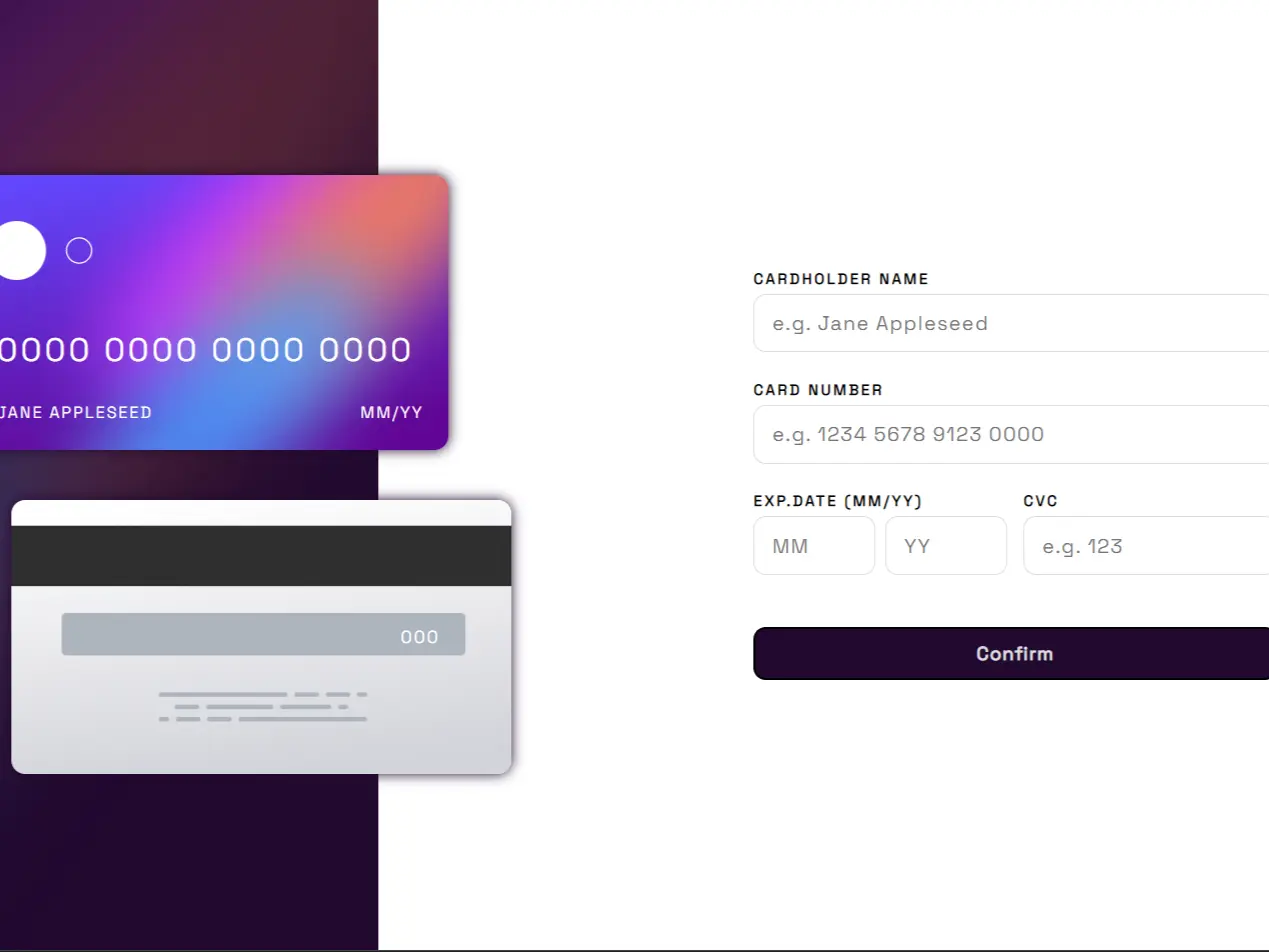 0000 0000 0000 0000
JANE APPLESEED MM/YY
000
CARDHOLDER NAME
e.g. Jane Appleseed
CARD NUMBER
e.g. 1234 5678 9123 0000
EXP.DATE (MM/YY) CVC
MM YY e.g. 123
Confirm